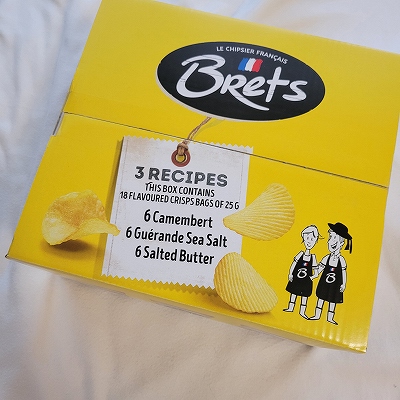 LE CHIPSIER FRANÇAIS
BRets
3 RECIPES
THIS BOX CONTAINS
18 FLAVOURED CRISPS BAGS OF 25 G
6 Camembert
6 Guérande Sea Salt
6 Salted Butter
B
B